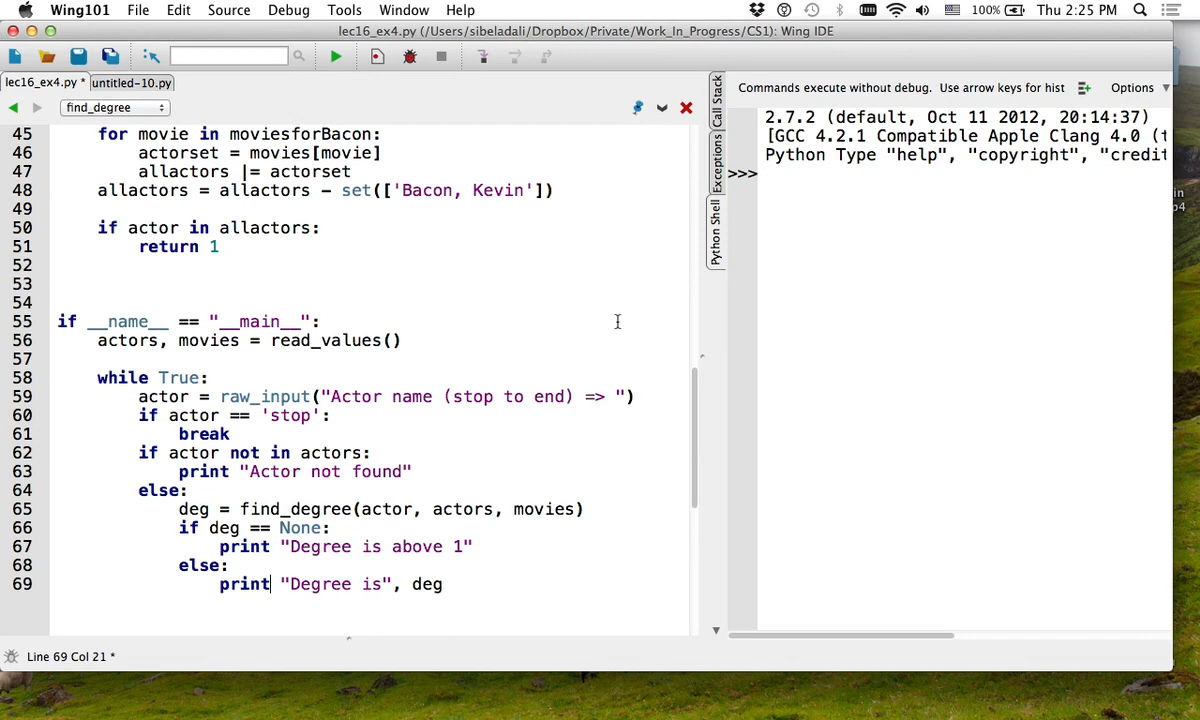 Wing101 File Edit Source Debug Tools Window Help 100% Thu 2:25 PM
lec16_ex4.py (/Users/sibeladali/Dropbox/Private/Work_In_Progress/CS1): Wing IDE
lec16_ex4.py * untitled-10.py
find_degree
45 for movie in moviesforBacon:
46 actorset = movies[movie]
47 allactors |= actorset
48 allactors = allactors - set(['Bacon, Kevin'])
49
50 if actor in allactors:
51 return 1
52
53
54
55 if __name__ == "__main__":
56 actors, movies = read_values()
57
58 while True:
59 actor = raw_input("Actor name (stop to end) => ")
60 if actor == 'stop':
61 break
62 if actor not in actors:
63 print "Actor not found"
64 else:
65 deg = find_degree(actor, actors, movies)
66 if deg == None:
67 print "Degree is above 1"
68 else:
69 print "Degree is", deg
Line 69 Col 21 *
Call Stack
Exceptions
Python Shell
Commands execute without debug. Use arrow keys for hist Options
2.7.2 (default, Oct 11 2012, 20:14:37)
[GCC 4.2.1 Compatible Apple Clang 4.0 (t
Python Type "help", "copyright", "credit
>>>
in
p4